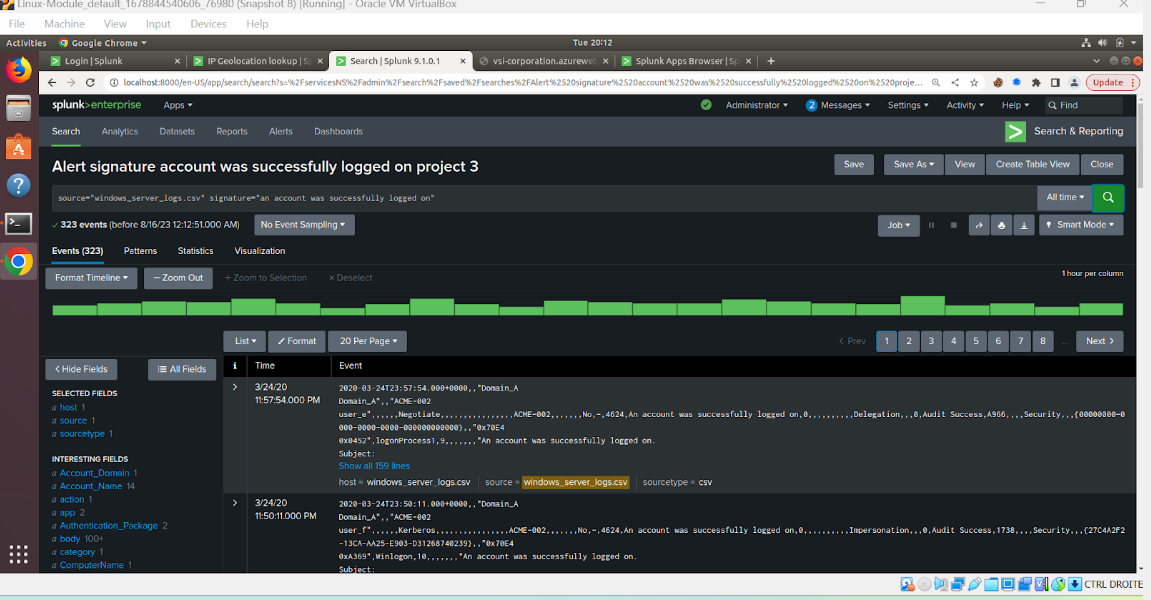 Linux-Module_default_1678844540606_76980 (Snapshot 8) [Running] - Oracle VM VirtualBox
File Machine View Input Devices Help
Activities Google Chrome ▾ Tue 20:12
Login | Splunk × IP Geolocation lookup | S × Search | Splunk 9.1.0.1 × vsi-corporation.azurewe × Splunk Apps Browser | Sp × +
localhost:8000/en-US/app/search/search?s=%2FservicesNS%2Fadmin%2Fsearch%2Fsaved%2Fsearches%2FAlert%2520signature%2520account%2520was%2520successfully%2520logged%2520on%2520proje... Update
splunk>enterprise Apps ▾ Administrator ▾ 2 Messages ▾ Settings ▾ Activity ▾ Help ▾ Find
Search Analytics Datasets Reports Alerts Dashboards Search & Reporting
Alert signature account was successfully logged on project 3 Save Save As ▾ View Create Table View Close
source="windows_server_logs.csv" signature="an account was successfully logged on" All time ▾
✓ 323 events (before 8/16/23 12:12:51.000 AM) No Event Sampling ▾ Job ▾ Smart Mode ▾
Events (323) Patterns Statistics Visualization
Format Timeline ▾ — Zoom Out + Zoom to Selection × Deselect 1 hour per column
List ▾ Format 20 Per Page ▾ < Prev 1 2 3 4 5 6 7 8 ... Next >
< Hide Fields All Fields i Time Event
SELECTED FIELDS
a host 1
a source 1
a sourcetype 1
INTERESTING FIELDS
a Account_Domain 1
a Account_Name 14
a action 1
a app 2
a Authentication_Package 2
a body 100+
a category 1
a ComputerName 1
> 3/24/20
11:57:54.000 PM
2020-03-24T23:57:54.000+0000,,"Domain_A
Domain_A",,"ACME-002
user_e",,,,,,Negotiate,,,,,,,,,,,,,,,,ACME-002,,,,,,,No,-,4624,An account was successfully logged on,0,,,,,,,,,,Delegation,,,0,Audit Success,A966,,,,Security,,,{00000000-0
000-0000-0000-000000000000},,"0x70E4
0x0452",logonProcess1,9,,,,,,,"An account was successfully logged on.
Subject:
Show all 159 lines
host = windows_server_logs.csv source = windows_server_logs.csv sourcetype = csv
> 3/24/20
11:50:11.000 PM
2020-03-24T23:50:11.000+0000,,"Domain_A
Domain_A",,"ACME-002
user_f",,,,,,Kerberos,,,,,,,,,,,,,,,,ACME-002,,,,,,,No,-,4624,An account was successfully logged on,0,,,,,,,,,,Impersonation,,,0,Audit Success,1738,,,,Security,,,{27C4A2F2
-13CA-AA25-E903-D31268740239},,"0x70E4
0xA369",Winlogon,10,,,,,,,"An account was successfully logged on.
Subject:
CTRL DROITE